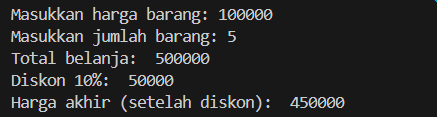 Masukkan harga barang: 100000
Masukkan jumlah barang: 5
Total belanja:  500000
Diskon 10%:  50000
Harga akhir (setelah diskon):  450000